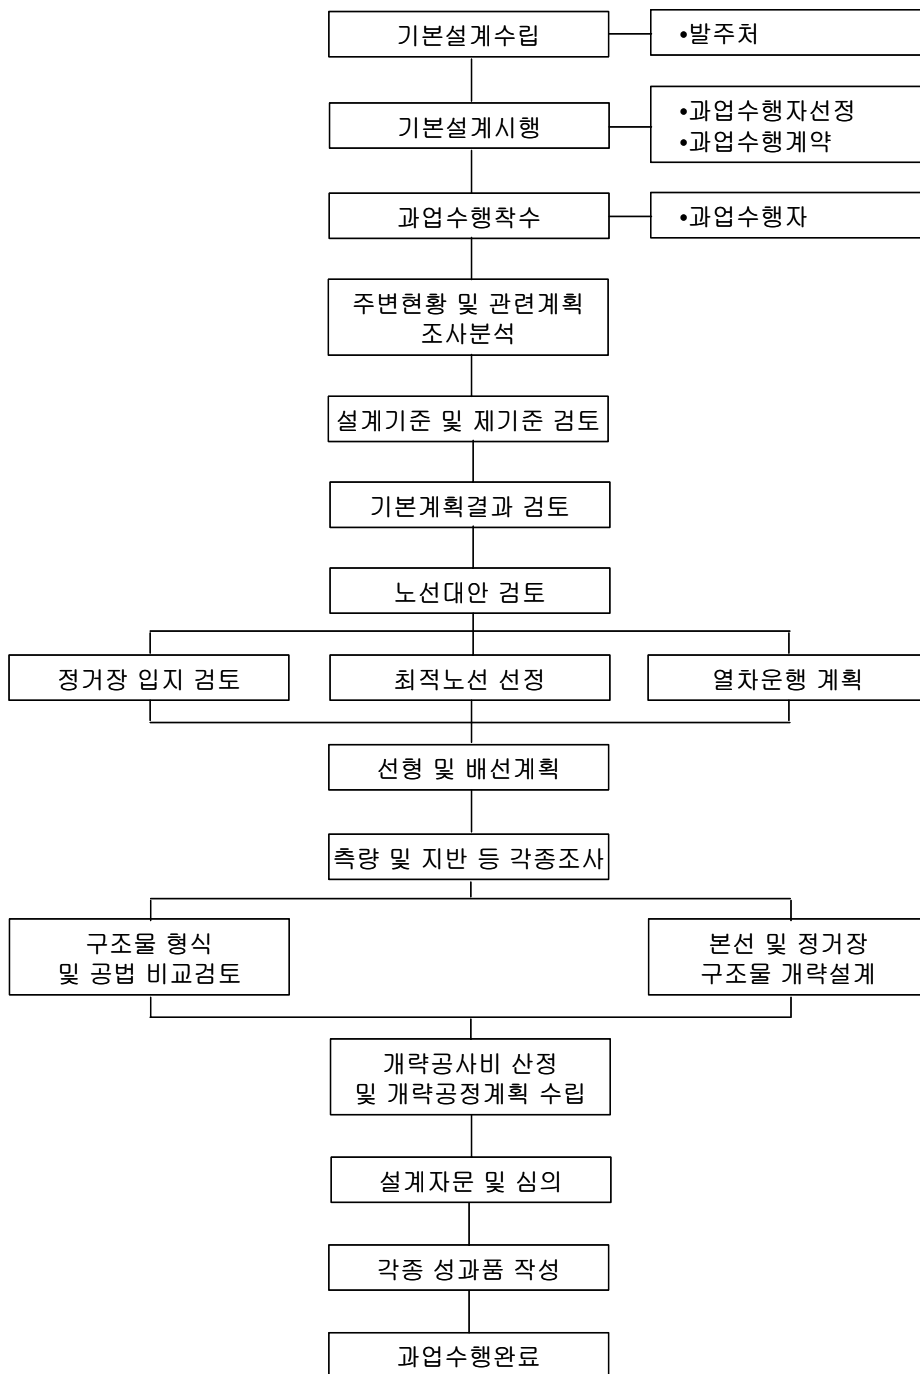 기본설계수립
•발주처
기본설계시행
•과업수행자선정
•과업수행계약
과업수행착수
•과업수행자
주변현황 및 관련계획
조사분석
설계기준 및 제기준 검토
기본계획결과 검토
노선대안 검토
정거장 입지 검토
최적노선 선정
열차운행 계획
선형 및 배선계획
측량 및 지반 등 각종조사
구조물 형식
및 공법 비교검토
본선 및 정거장
구조물 개략설계
개략공사비 산정
및 개략공정계획 수립
설계자문 및 심의
각종 성과품 작성
과업수행완료